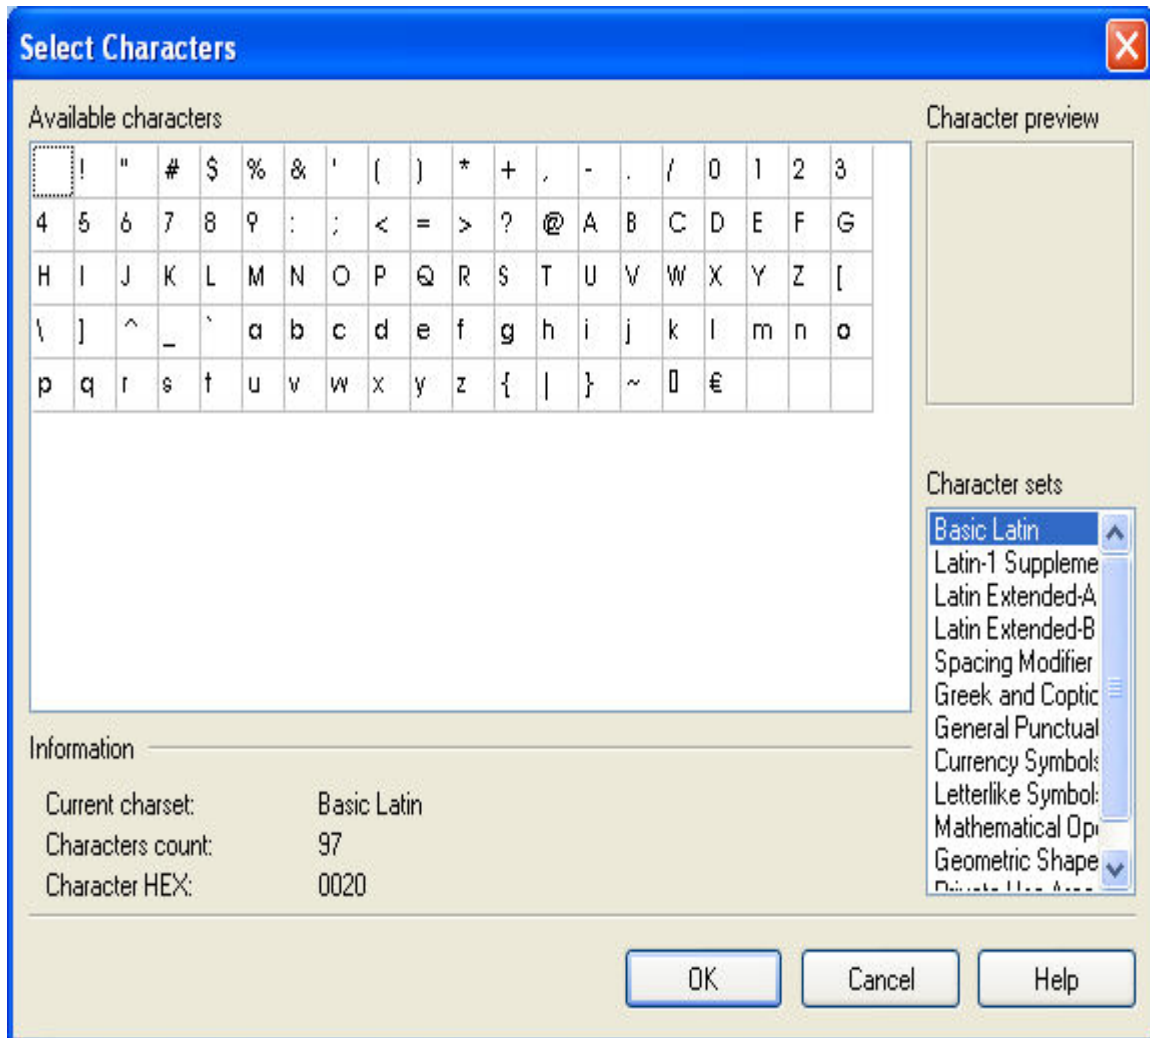 Select Characters
Available characters
Character preview
! " # $ % & ' ( ) * + , - . / 0 1 2 3
4 5 6 7 8 9 : ; < = > ? @ A B C D E F G
H I J K L M N O P Q R S T U V W X Y Z [
\ ] ^ _ ` a b c d e f g h i j k l m n o
p q r s t u v w x y z { | } ~ ▯ €
Character sets
Basic Latin
Latin-1 Suppleme
Latin Extended-A
Latin Extended-B
Spacing Modifier
Greek and Coptic
General Punctuat
Currency Symbols
Letterlike Symbol
Mathematical Op
Geometric Shape
Information
Current charset: Basic Latin
Characters count: 97
Character HEX: 0020
OK Cancel Help